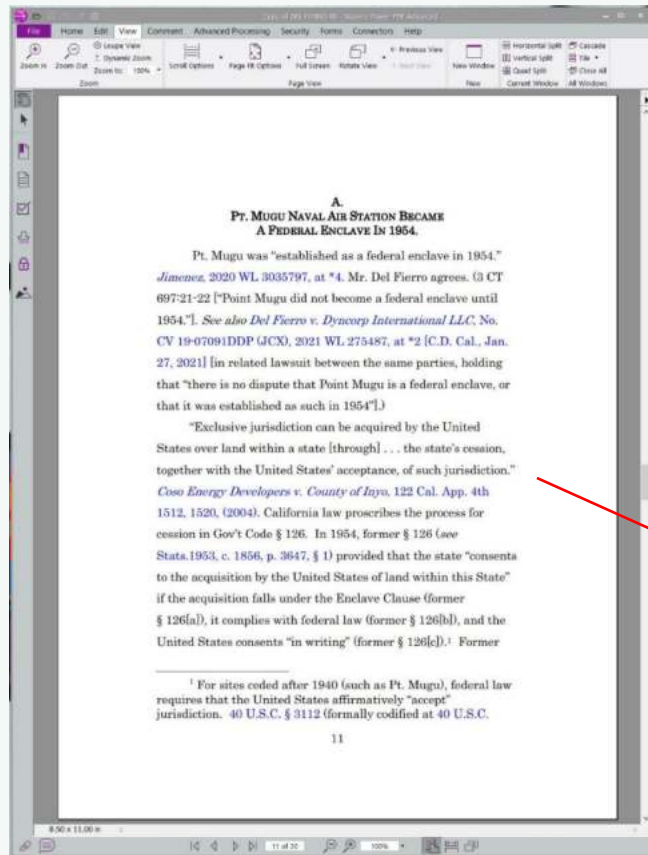 File Home Edit View Comment Advanced Processing Security Forms Connectors Help
Loupe View
Dynamic Zoom
Zoom In Zoom Out Zoom to: 100%
Zoom
Scroll Options Page Fit Options Full Screen Rotate View
Previous View
Page View
New Window
New
Horizontal Split
Vertical Split
Quad Split
Current Window
Cascade
Tile
Close All
All Windows
A.
PT. MUGU NAVAL AIR STATION BECAME
A FEDERAL ENCLAVE IN 1954.
Pt. Mugu was “established as a federal enclave in 1954.”
Jimenez, 2020 WL 3035797, at *4. Mr. Del Fierro agrees. (3 CT
697:21-22 [“Point Mugu did not become a federal enclave until
1954.”]. See also Del Fierro v. Dyncorp International LLC, No.
CV 19-07091DDP (JCX), 2021 WL 275487, at *2 [C.D. Cal., Jan.
27, 2021] [in related lawsuit between the same parties, holding
that “there is no dispute that Point Mugu is a federal enclave, or
that it was established as such in 1954”].)
“Exclusive jurisdiction can be acquired by the United
States over land within a state [through] . . . the state’s cession,
together with the United States’ acceptance, of such jurisdiction.”
Coso Energy Developers v. County of Inyo, 122 Cal. App. 4th
1512, 1520, (2004). California law proscribes the process for
cession in Gov’t Code § 126. In 1954, former § 126 (see
Stats.1953, c. 1856, p. 3647, § 1) provided that the state “consents
to the acquisition by the United States of land within this State”
if the acquisition falls under the Enclave Clause (former
§ 126[a]), it complies with federal law (former § 126[b]), and the
United States consents “in writing” (former § 126[c]).1 Former
1 For sites ceded after 1940 (such as Pt. Mugu), federal law
requires that the United States affirmatively “accept”
jurisdiction. 40 U.S.C. § 3112 (formally codified at 40 U.S.C.
11
8.50 x 11.00 in
11 of 30
100%